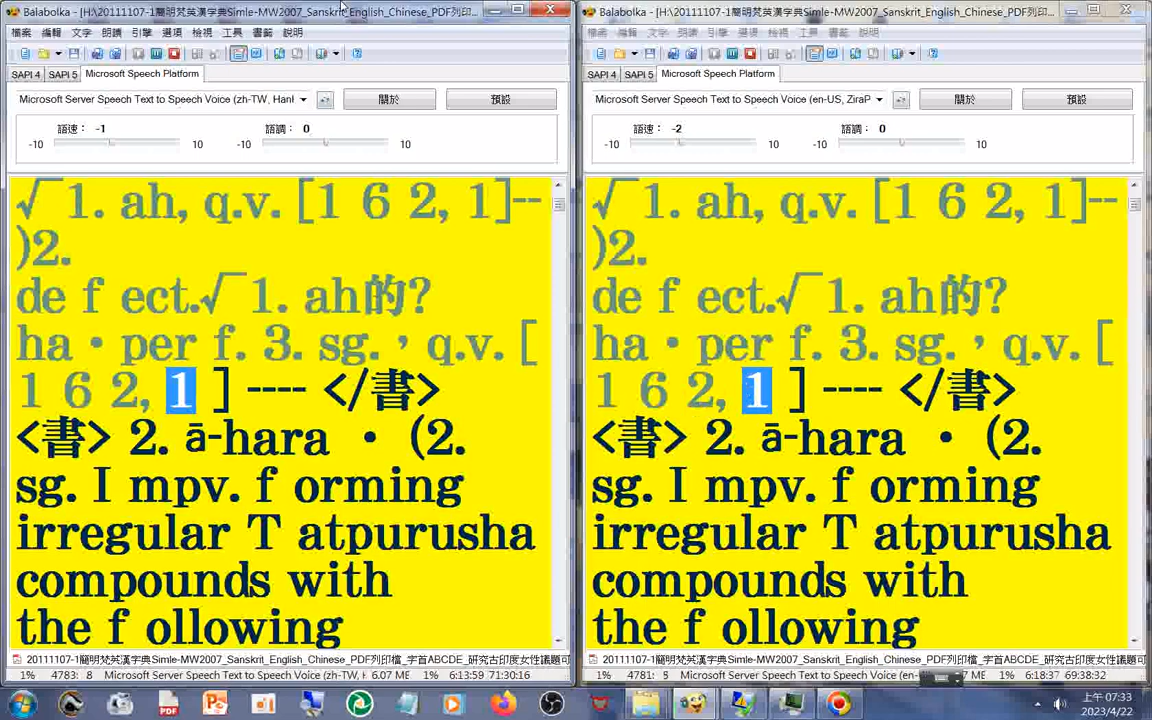 Balabolka - [H:\20111107-1簡明梵英漢字典Simle-MW2007_Sanskrit_English_Chinese_PDF列印...
檔案 編輯 文字 朗讀 引擎 選項 檢視 工具 書籤 說明
SAPI 4 SAPI 5 Microsoft Speech Platform
Microsoft Server Speech Text to Speech Voice (zh-TW, Hanl
關於 預設
語速： -1 語調： 0
-10 10 -10 10
√ 1. ah, q.v. [1 6 2, 1]--
)2.
de f ect.√ 1. ah的?
ha・per f. 3. sg.，q.v. [
1 6 2, 1 ] ---- </書>
<書> 2. ā-hara ・ (2.
sg. I mpv. f orming
irregular T atpurusha
compounds with
the f ollowing
20111107-1簡明梵英漢字典Simle-MW2007_Sanskrit_English_Chinese_PDF列印檔_字首ABCDE_研究古印度女性議題可
1% 4783: 8 Microsoft Server Speech Text to Speech Voice (zh-TW, 6.07 MB 1% 6:13:59 71:30:16
Balabolka - [H:\20111107-1簡明梵英漢字典Simle-MW2007_Sanskrit_English_Chinese_PDF列印...
檔案 編輯 文字 朗讀 引擎 選項 檢視 工具 書籤 說明
SAPI 4 SAPI 5 Microsoft Speech Platform
Microsoft Server Speech Text to Speech Voice (en-US, ZiraP
關於 預設
語速： -2 語調： 0
-10 10 -10 10
√ 1. ah, q.v. [1 6 2, 1]--
)2.
de f ect.√ 1. ah的?
ha・per f. 3. sg.，q.v. [
1 6 2, 1 ] ---- </書>
<書> 2. ā-hara ・ (2.
sg. I mpv. f orming
irregular T atpurusha
compounds with
the f ollowing
20111107-1簡明梵英漢字典Simle-MW2007_Sanskrit_English_Chinese_PDF列印檔_字首ABCDE_研究古印度女性議題可
1% 4781: 9 Microsoft Server Speech Text to Speech Voice (en-US, 1% 6:18:37 69:38:32
上午 07:33
2023/4/22